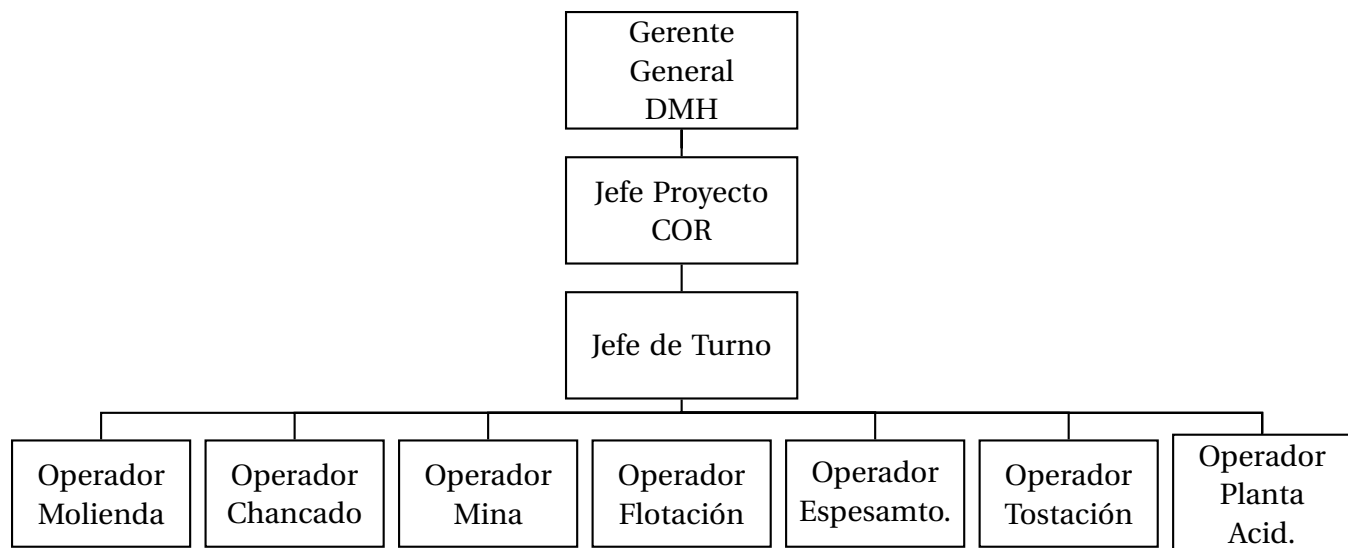 Gerente
General
DMH
Jefe Proyecto
COR
Jefe de Turno
Operador
Molienda
Operador
Chancado
Operador
Mina
Operador
Flotación
Operador
Espesamto.
Operador
Tostación
Operador
Planta
Acid.